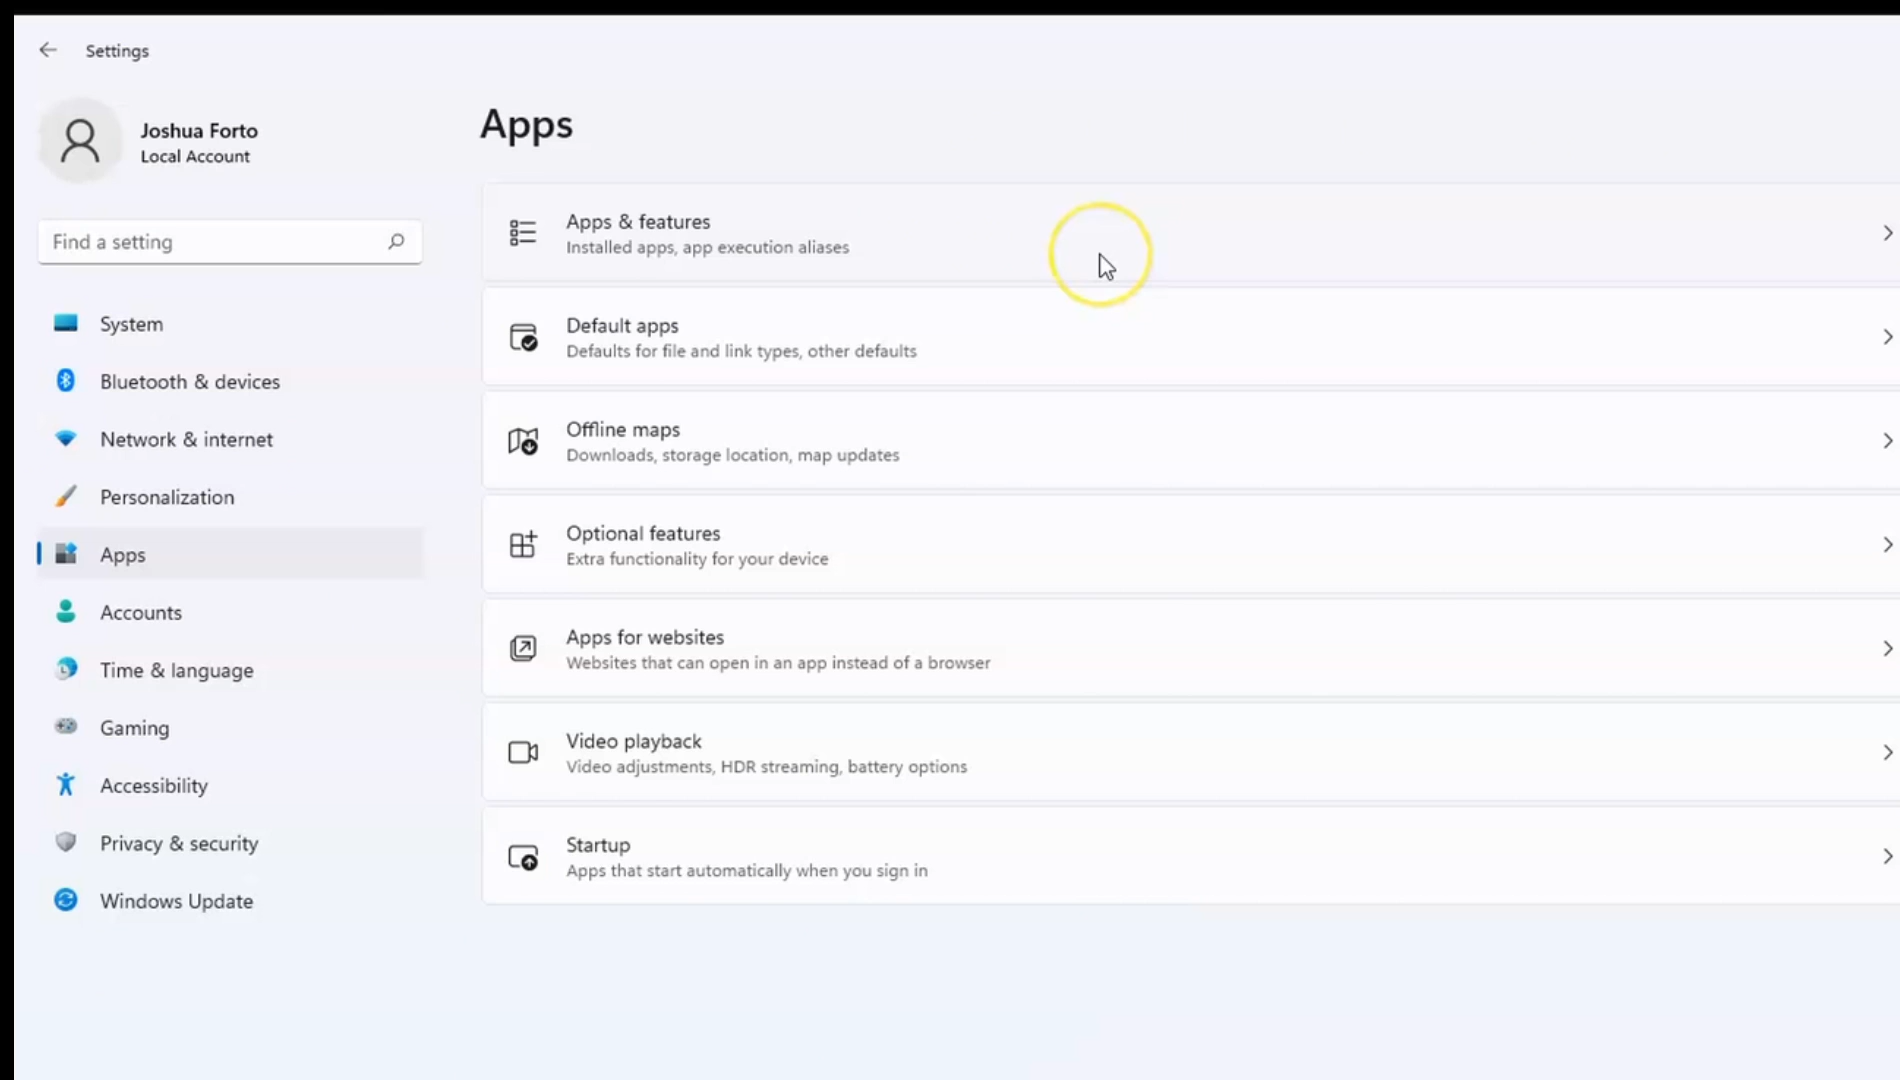 Settings
Joshua Forto
Local Account
Find a setting
System
Bluetooth & devices
Network & internet
Personalization
Apps
Accounts
Time & language
Gaming
Accessibility
Privacy & security
Windows Update
Apps
Apps & features
Installed apps, app execution aliases
Default apps
Defaults for file and link types, other defaults
Offline maps
Downloads, storage location, map updates
Optional features
Extra functionality for your device
Apps for websites
Websites that can open in an app instead of a browser
Video playback
Video adjustments, HDR streaming, battery options
Startup
Apps that start automatically when you sign in